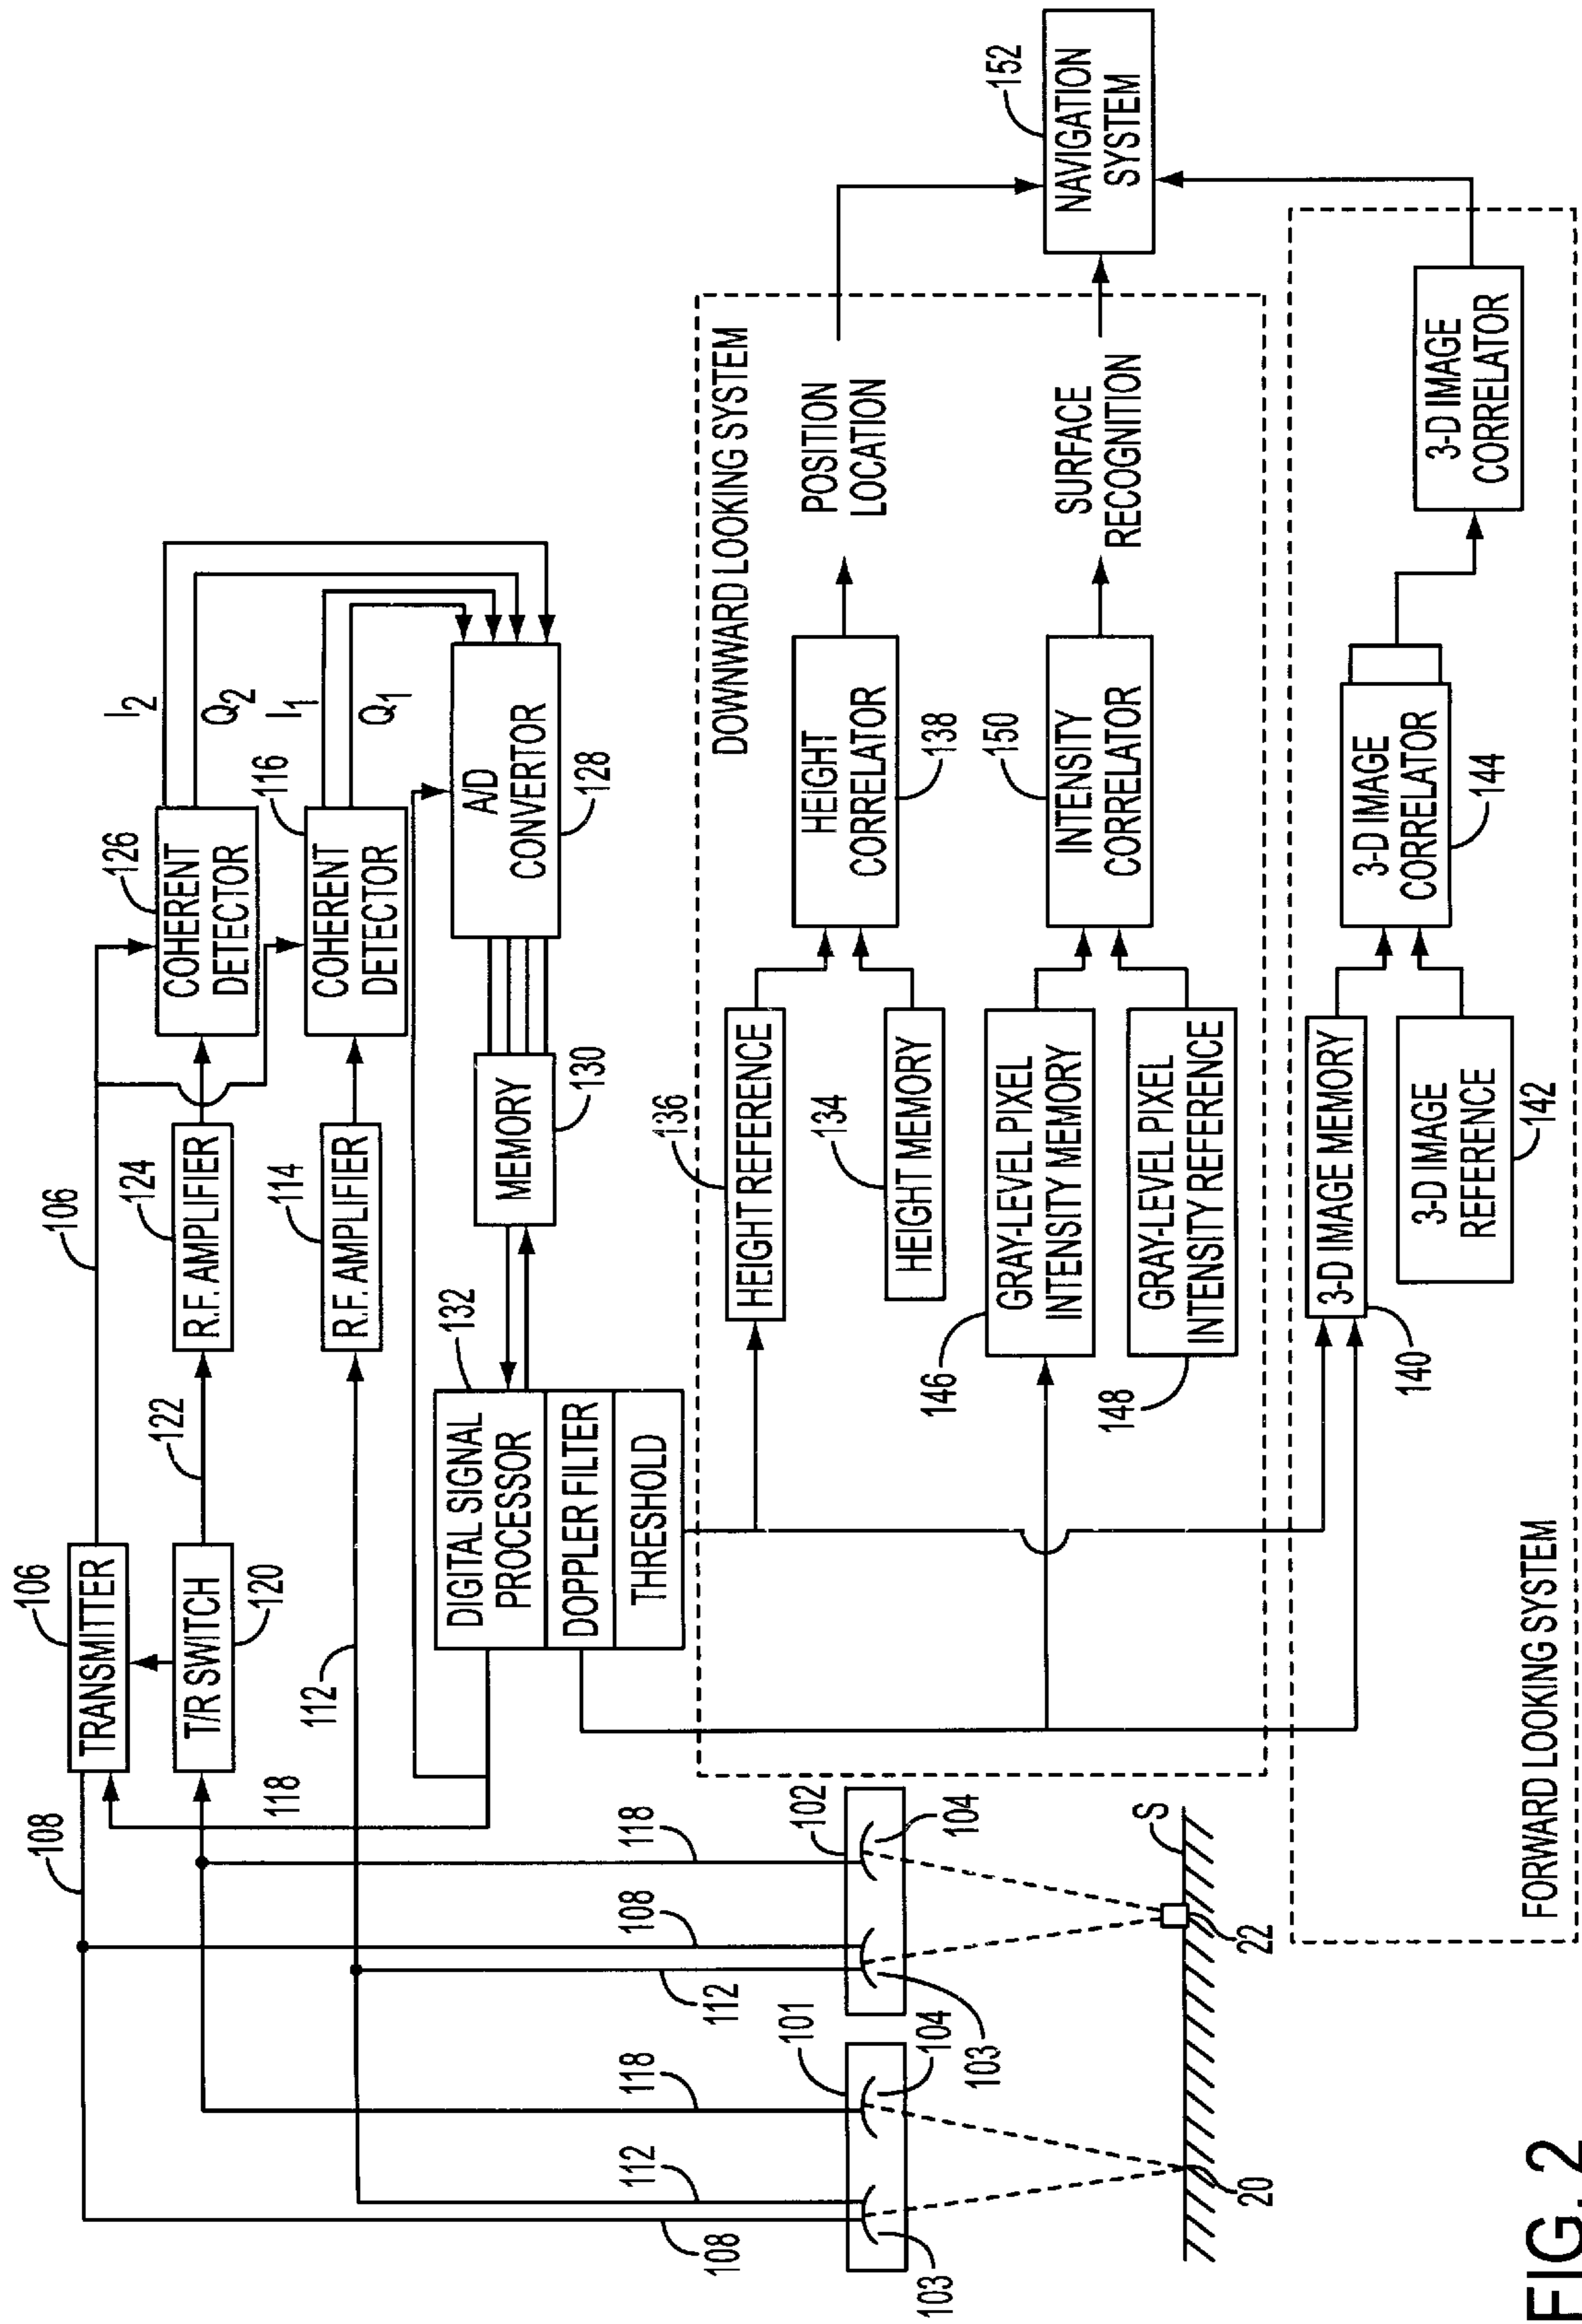 106
TRANSMITTER
108
T/R SWITCH
120
118
122
106
124
R.F. AMPLIFIER
126
COHERENT
DETECTOR
I2
Q2
112
114
R.F. AMPLIFIER
116
COHERENT
DETECTOR
I1
Q1
132
DIGITAL SIGNAL
PROCESSOR
DOPPLER FILTER
THRESHOLD
MEMORY
130
A/D
CONVERTOR
128
108
112
118
112
108
118
101
102
103
104
103
104
20
22
S
DOWNWARD LOOKING SYSTEM
136
HEIGHT REFERENCE
134
HEIGHT MEMORY
HEIGHT
CORRELATOR
138
POSITION
LOCATION
146
GRAY-LEVEL PIXEL
INTENSITY MEMORY
148
GRAY-LEVEL PIXEL
INTENSITY REFERENCE
150
INTENSITY
CORRELATOR
SURFACE
RECOGNITION
152
NAVIGATION
SYSTEM
3-D IMAGE MEMORY
140
3-D IMAGE
REFERENCE
142
3-D IMAGE
CORRELATOR
144
3-D IMAGE
CORRELATOR
FORWARD LOOKING SYSTEM
FIG. 2